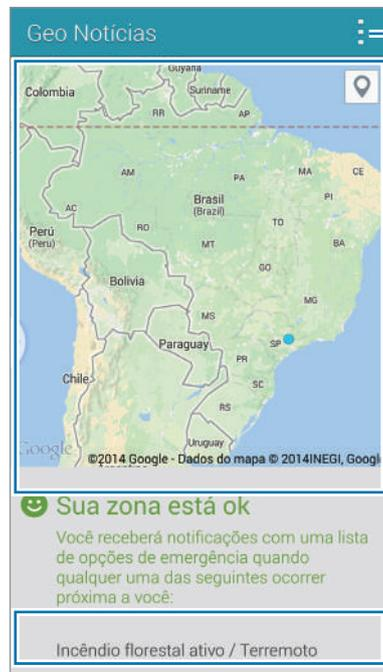 Geo Notícias
Guyana
Colombia
Suriname
RR
AP
AM
PA
MA
CE
PI
Brasil
(Brazil)
AC
RO
TO
Perú
(Peru)
MT
BA
GO
Bolivia
MG
MS
Paraguay
SP
PR
Chile
SC
RS
Uruguay
Google
©2014 Google - Dados do mapa © 2014INEGI, Googl
Sua zona está ok
Você receberá notificações com uma lista
de opções de emergência quando
qualquer uma das seguintes ocorrer
próxima a você:
Incêndio florestal ativo / Terremoto